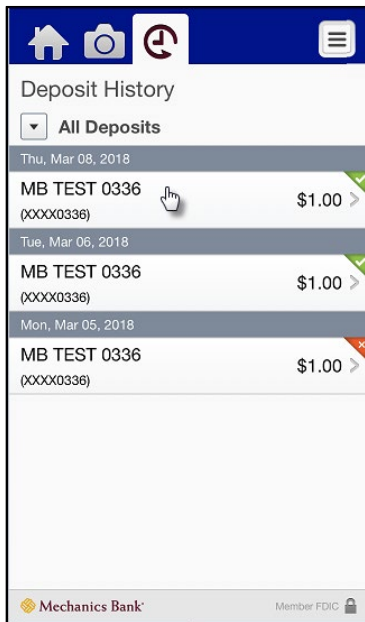 Deposit History
All Deposits
Thu, Mar 08, 2018
MB TEST 0336
$1.00
(XXXX0336)
Tue, Mar 06, 2018
MB TEST 0336
$1.00
(XXXX0336)
Mon, Mar 05, 2018
MB TEST 0336
$1.00
(XXXX0336)
Mechanics Bank
Member FDIC